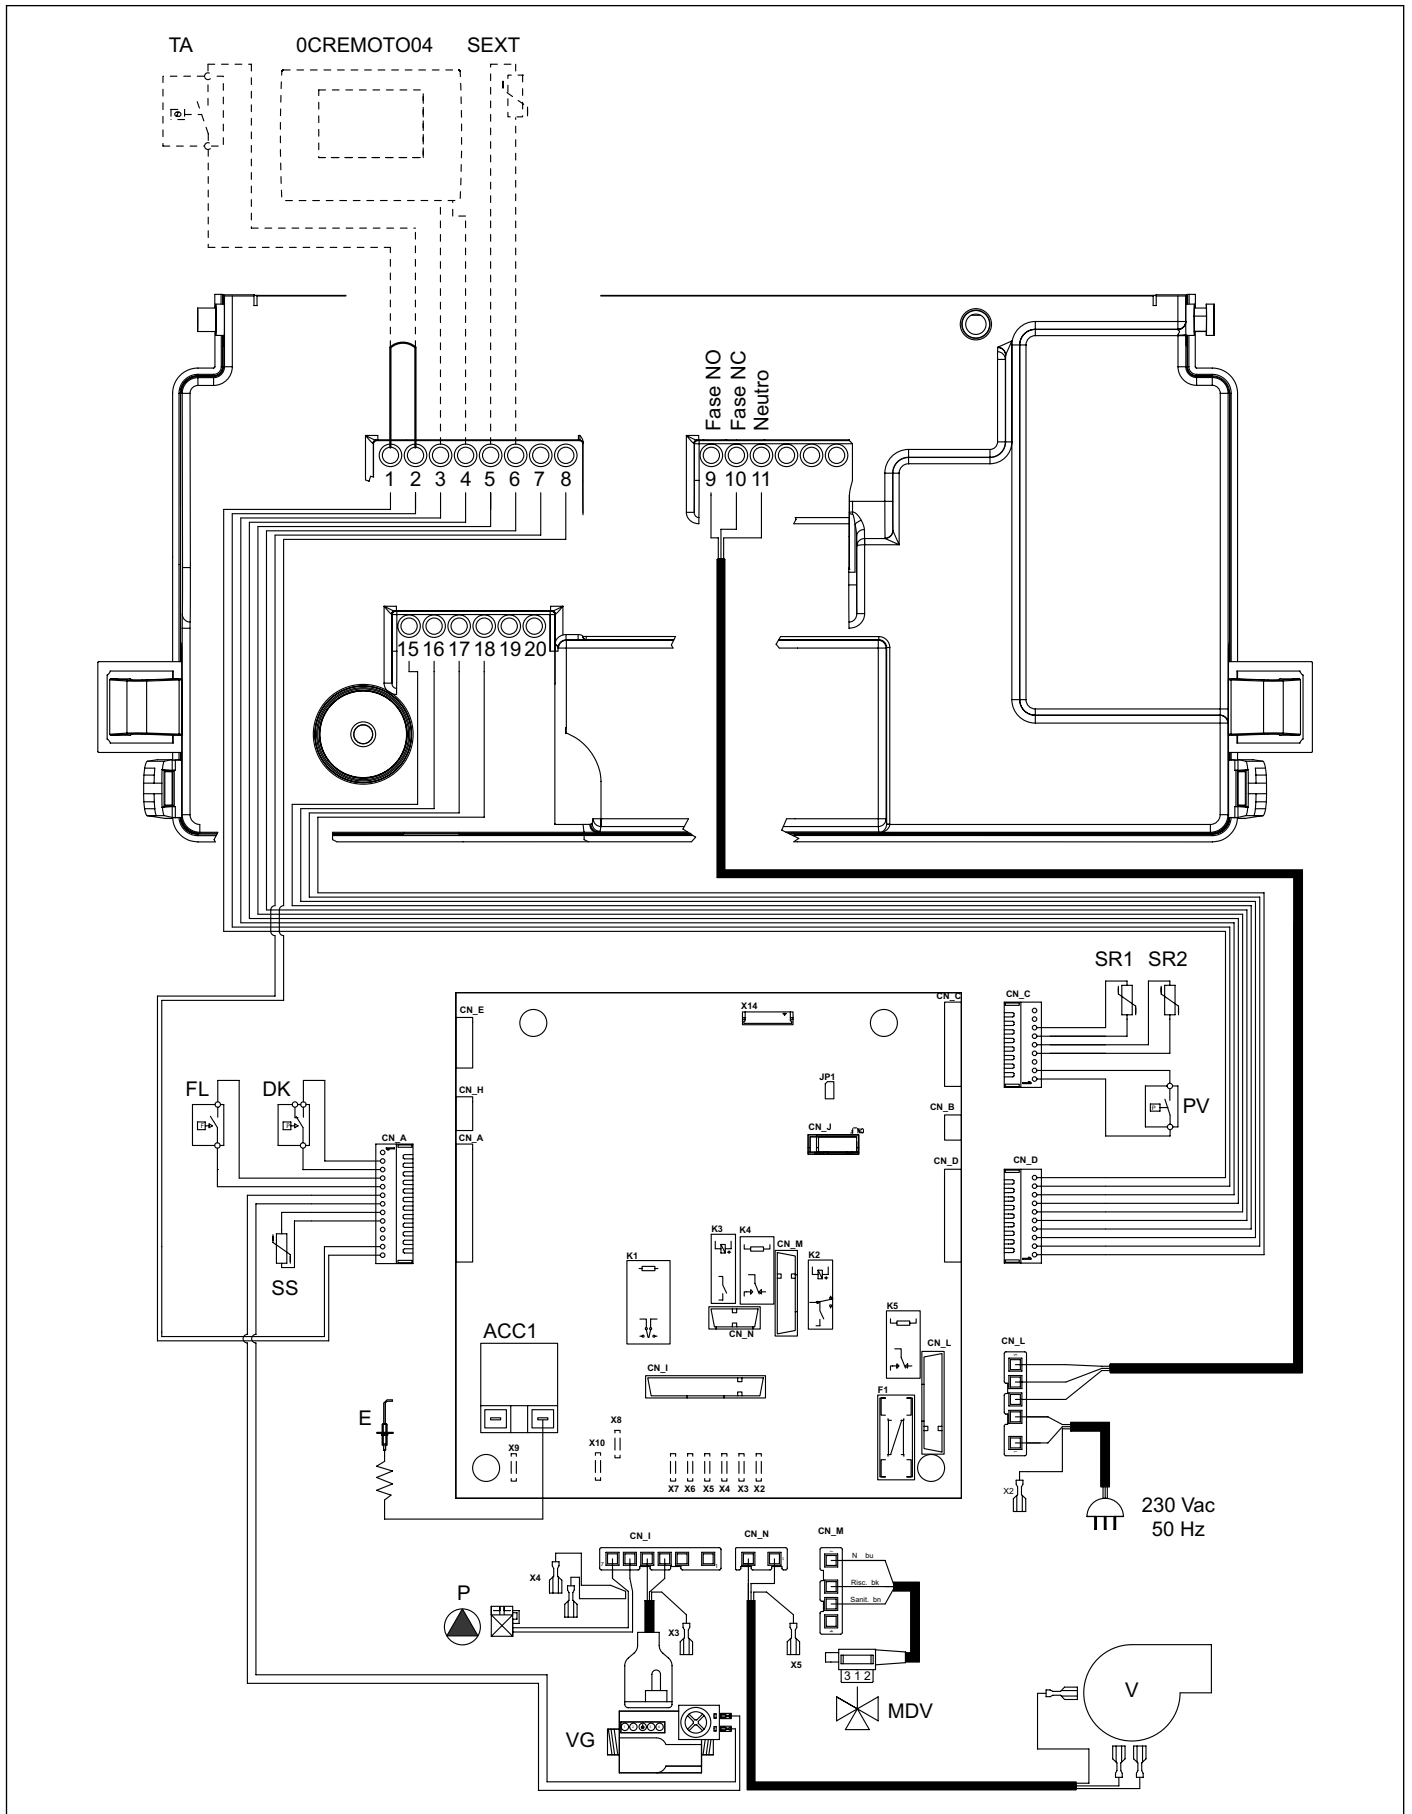 TA
0CREMOTO04
SEXT
Fase NO
Fase NC
Neutro
1 2 3 4 5 6 7 8
9 10 11
15 16 17 18 19 20
SR1 SR2
CN_C
PV
CN_D
CN_E
X14
CN_C
CN_H
JP1
CN_B
CN_A
CN_J
CN_D
FL
DK
CN_A
SS
K3
K4
CN_M
K2
K1
CN_N
K5
CN_L
CN_L
ACC1
CN_I
F1
E
X8
X9
X10
X7 X6 X5 X4 X3 X2
X2
230 Vac
50 Hz
CN_I
CN_N
CN_M
N bu
Risc. bk
Sanit. bn
X4
P
X3
X5
3 1 2
MDV
VG
V